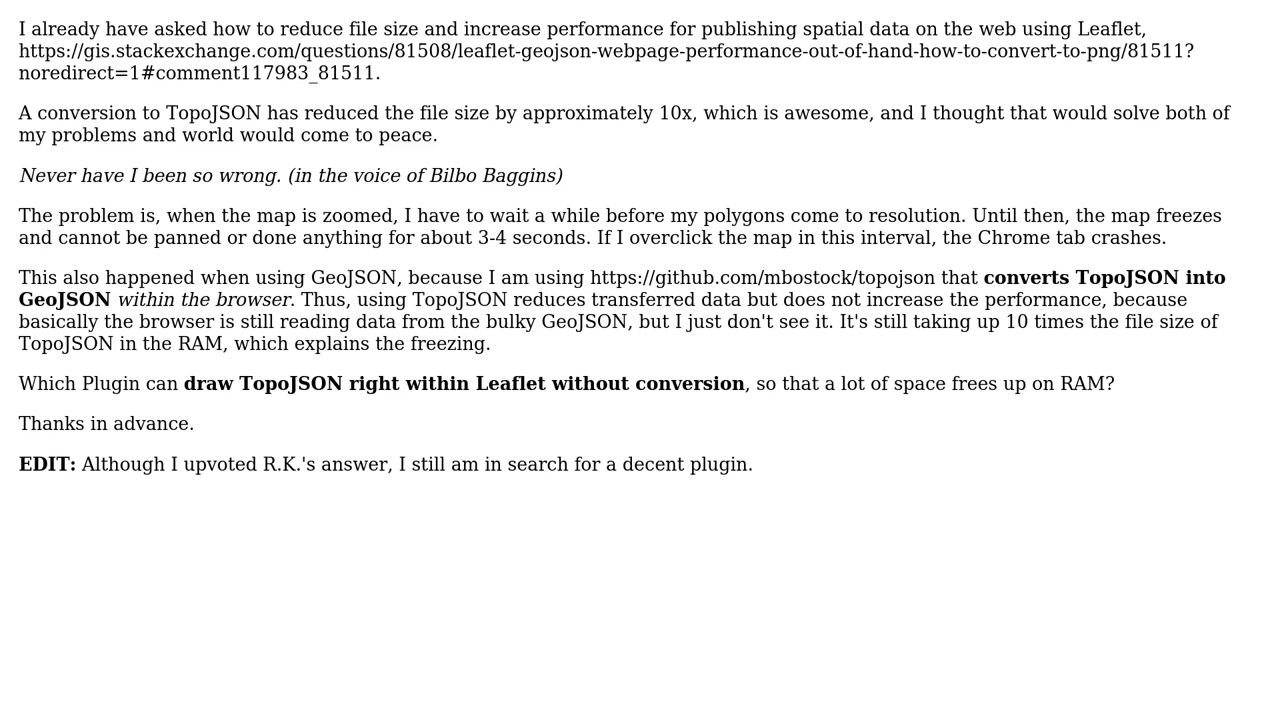 I already have asked how to reduce file size and increase performance for publishing spatial data on the web using Leaflet,
https://gis.stackexchange.com/questions/81508/leaflet-geojson-webpage-performance-out-of-hand-how-to-convert-to-png/81511?
noredirect=1#comment117983_81511.
A conversion to TopoJSON has reduced the file size by approximately 10x, which is awesome, and I thought that would solve both of
my problems and world would come to peace.
Never have I been so wrong. (in the voice of Bilbo Baggins)
The problem is, when the map is zoomed, I have to wait a while before my polygons come to resolution. Until then, the map freezes
and cannot be panned or done anything for about 3-4 seconds. If I overclick the map in this interval, the Chrome tab crashes.
This also happened when using GeoJSON, because I am using https://github.com/mbostock/topojson that converts TopoJSON into
GeoJSON within the browser. Thus, using TopoJSON reduces transferred data but does not increase the performance, because
basically the browser is still reading data from the bulky GeoJSON, but I just don't see it. It's still taking up 10 times the file size of
TopoJSON in the RAM, which explains the freezing.
Which Plugin can draw TopoJSON right within Leaflet without conversion, so that a lot of space frees up on RAM?
Thanks in advance.
EDIT: Although I upvoted R.K.'s answer, I still am in search for a decent plugin.